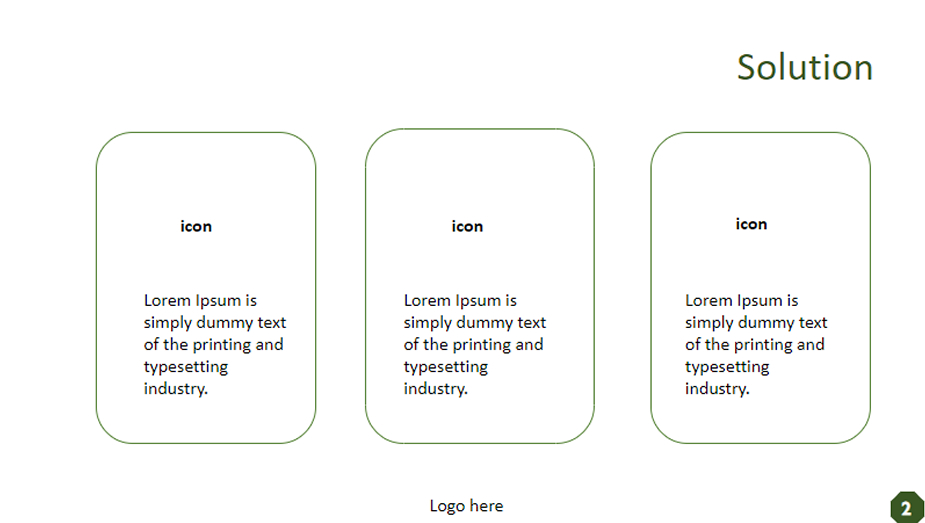 Solution
icon
Lorem Ipsum is
simply dummy text
of the printing and
typesetting
industry.
icon
Lorem Ipsum is
simply dummy text
of the printing and
typesetting
industry.
icon
Lorem Ipsum is
simply dummy text
of the printing and
typesetting
industry.
Logo here
2